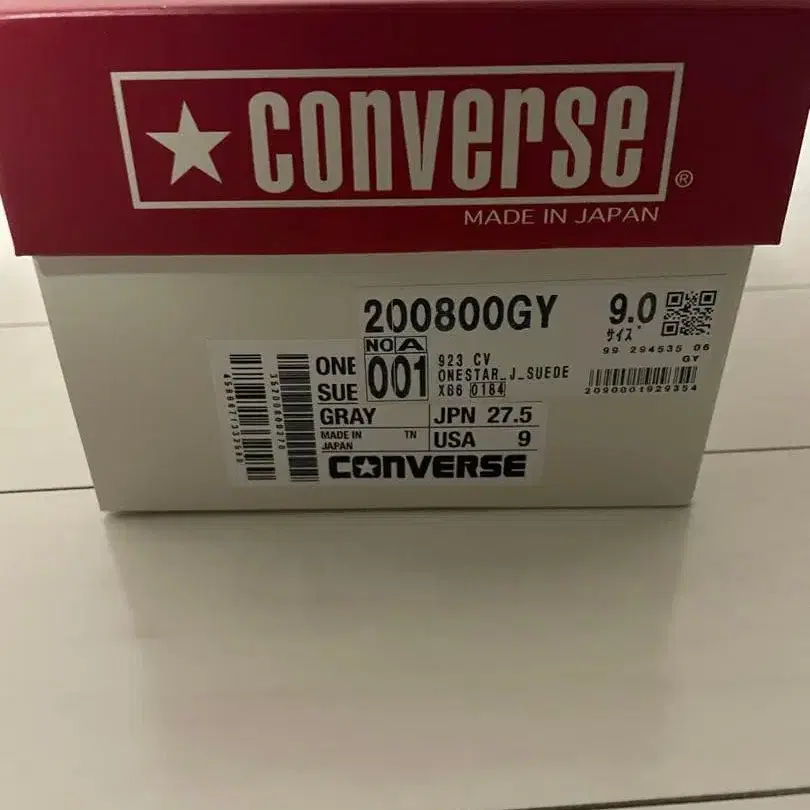 ★ CONVERSE ®
MADE IN JAPAN
200800GY 9.0
サイズ
NO A
001
923 CV
ONESTAR_J_SUEDE
X66 0184
99 294535 06
GY
2090001929354
ONE
SUE
GRAY
JPN 27.5
MADE IN JAPAN
TN
USA 9
CONVERSE